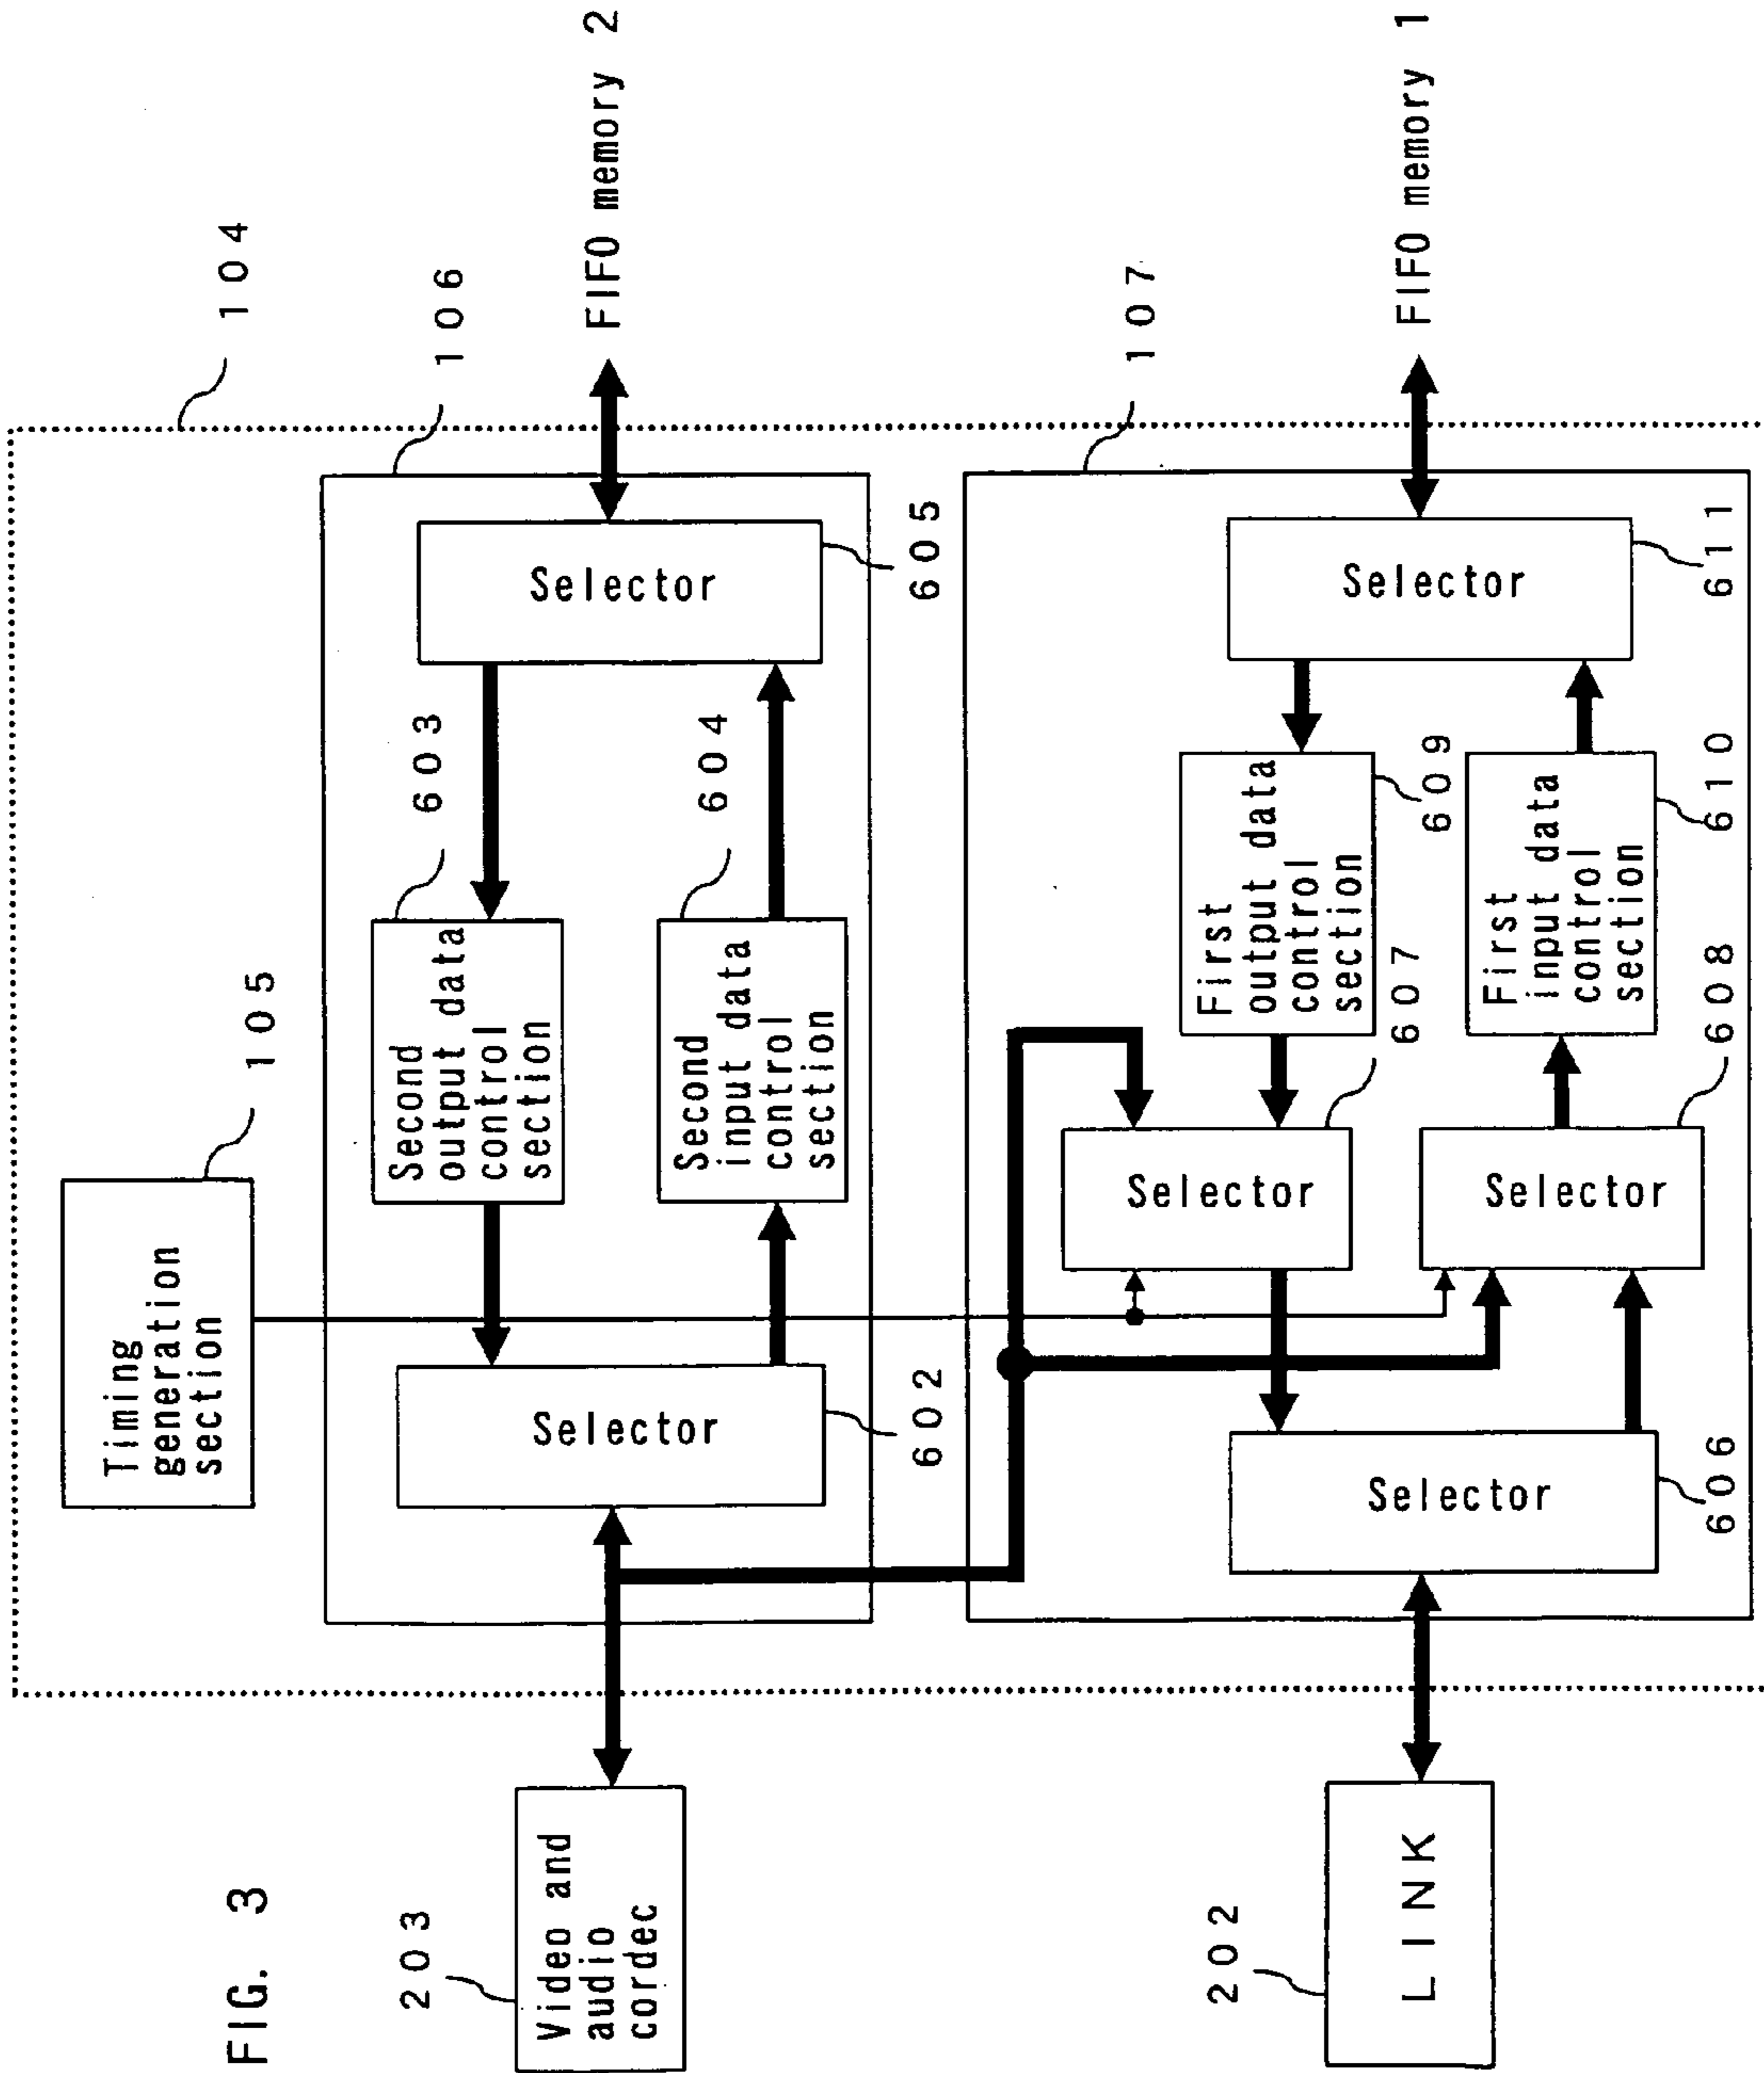 FIG. 3
104
Timing
generation
section
105
106
203
Video and
audio
cordec
Selector
602
Second
output data
control
section
603
Second
input data
control
section
604
Selector
605
FIFO memory 2
107
202
LINK
Selector
606
Selector
607
Selector
608
First
output data
control
section
609
First
input data
control
section
610
Selector
611
FIFO memory 1